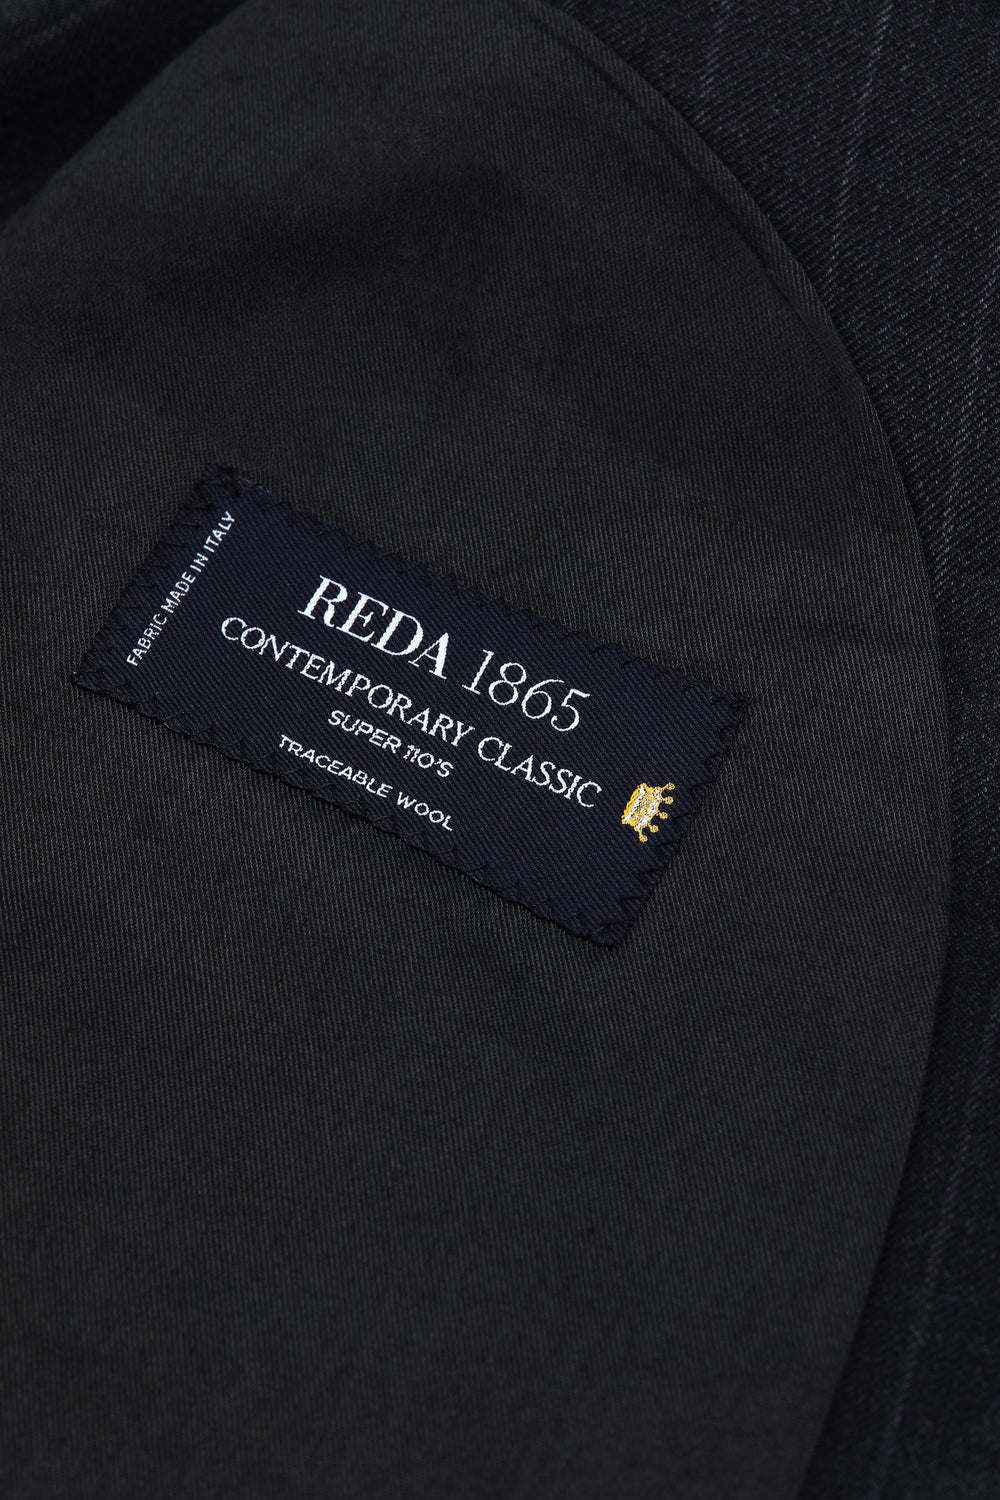 FABRIC MADE IN ITALY
REDA 1865
CONTEMPORARY CLASSIC
SUPER 110'S
TRACEABLE WOOL